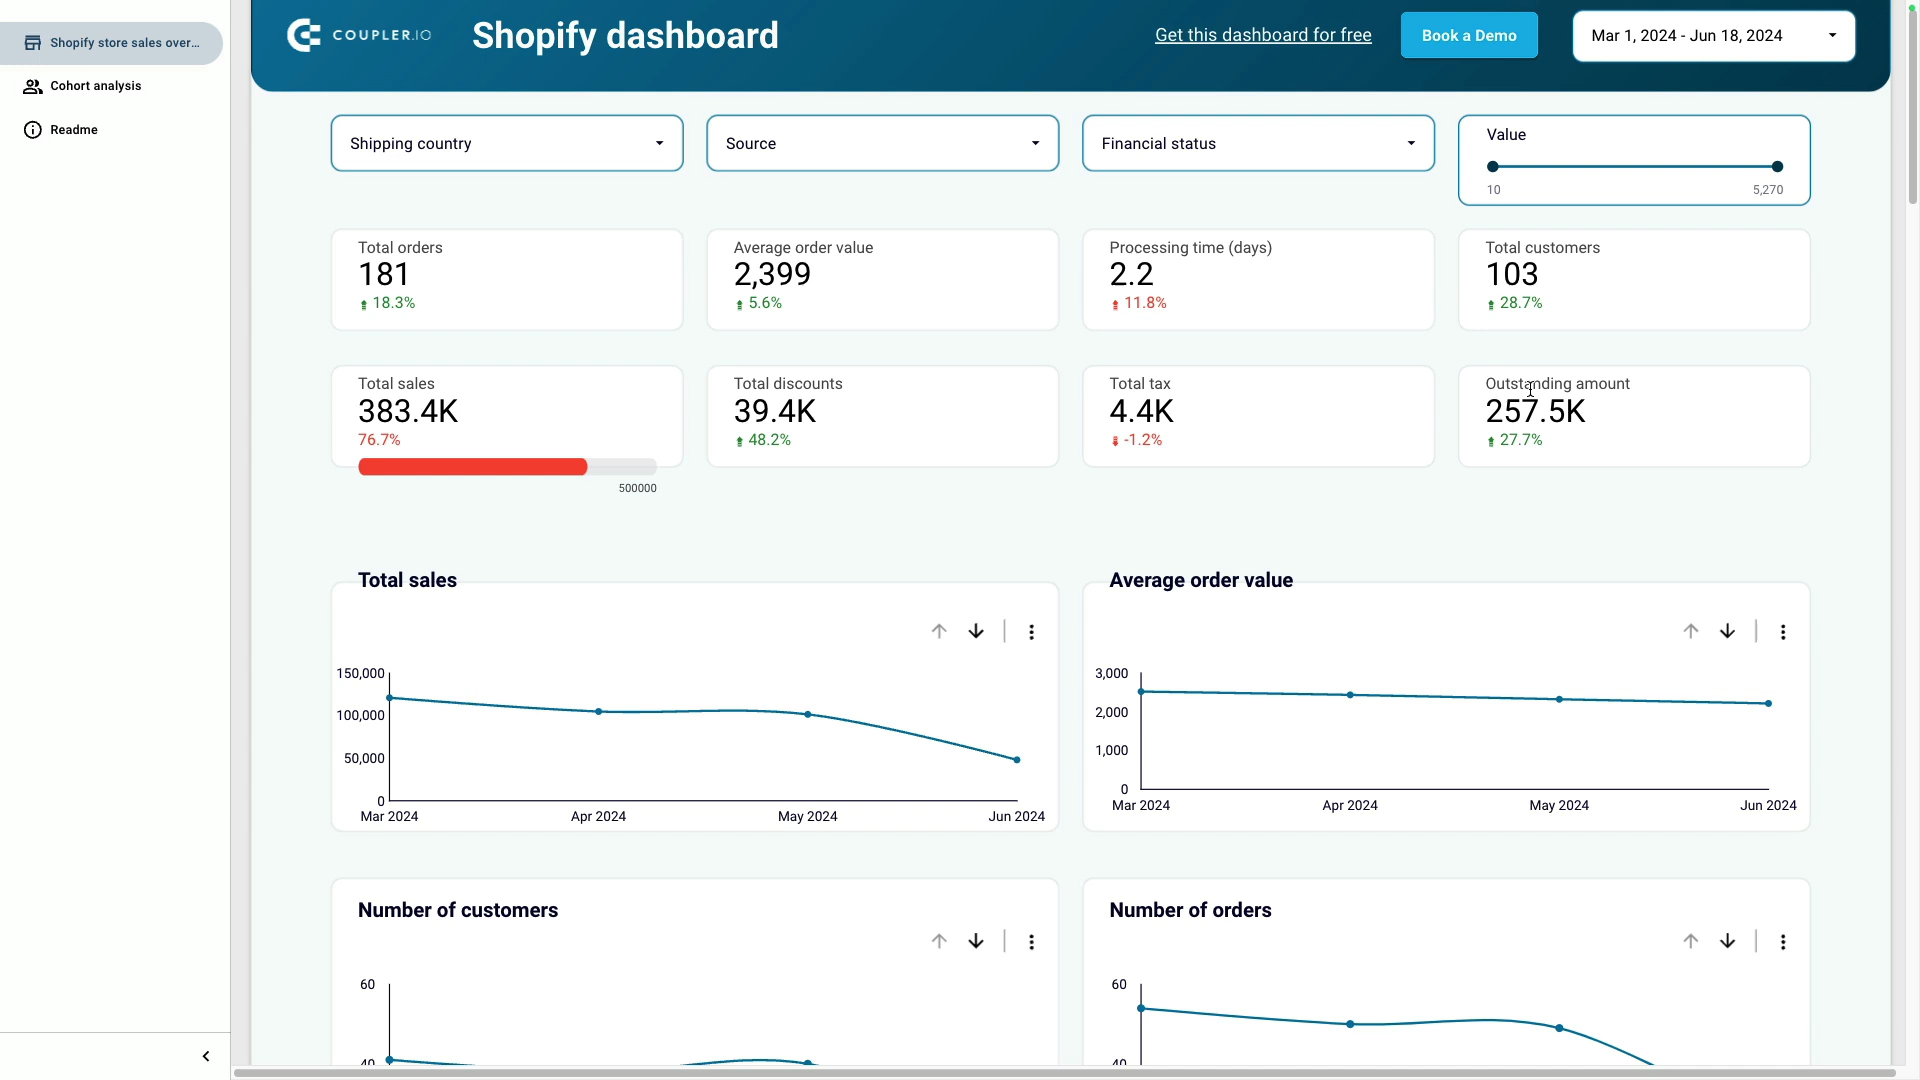 Shopify store sales over...
Cohort analysis
Readme
COUPLER.IO
Shopify dashboard
Get this dashboard for free
Book a Demo
Mar 1, 2024 - Jun 18, 2024
Shipping country
Source
Financial status
Value
10
5,270
Total orders
181
18.3%
Average order value
2,399
5.6%
Processing time (days)
2.2
11.8%
Total customers
103
28.7%
Total sales
383.4K
76.7%
500000
Total discounts
39.4K
48.2%
Total tax
4.4K
-1.2%
Outstanding amount
257.5K
27.7%
Total sales
150,000
100,000
50,000
0
Mar 2024
Apr 2024
May 2024
Jun 2024
Average order value
3,000
2,000
1,000
0
Mar 2024
Apr 2024
May 2024
Jun 2024
Number of customers
60
40
Number of orders
60
40